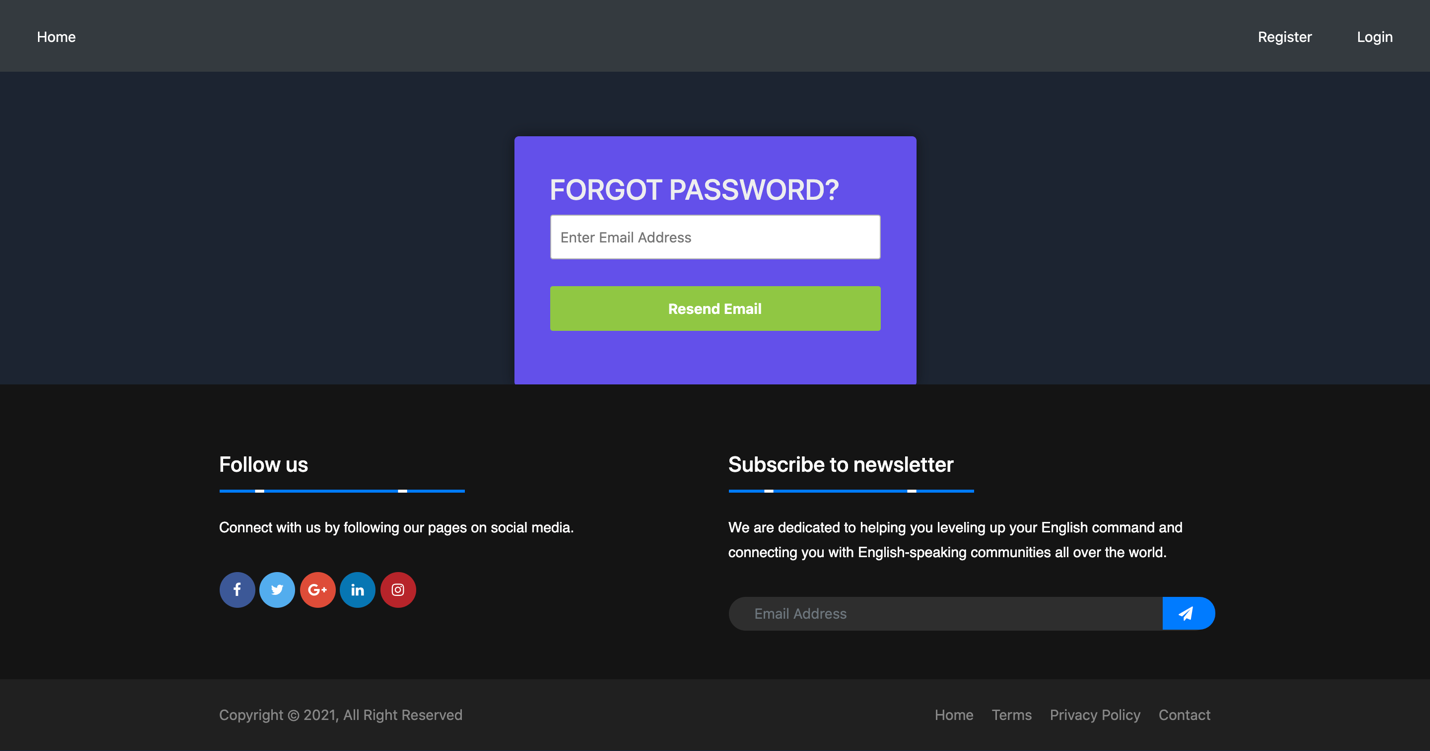 Home
Register
Login
FORGOT PASSWORD?
Enter Email Address
Resend Email
Follow us
Connect with us by following our pages on social media.
Subscribe to newsletter
We are dedicated to helping you leveling up your English command and
connecting you with English-speaking communities all over the world.
Email Address
Copyright © 2021, All Right Reserved
Home
Terms
Privacy Policy
Contact